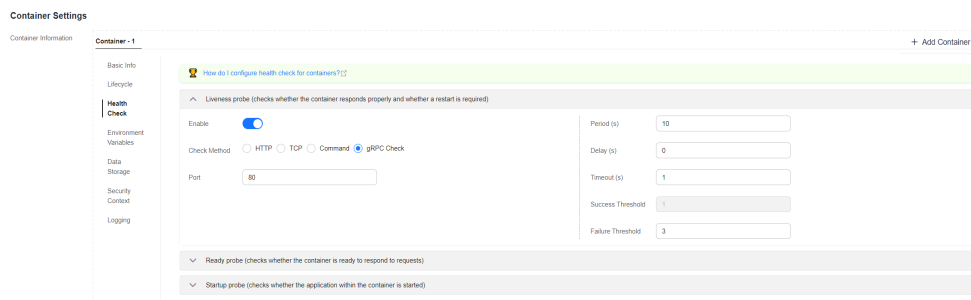 Container Settings
Container Information
Container - 1
+ Add Container
Basic Info
Lifecycle
Health
Check
Environment
Variables
Data
Storage
Security
Context
Logging
How do I configure health check for containers?
Liveness probe (checks whether the container responds properly and whether a restart is required)
Enable
Check Method HTTP TCP Command gRPC Check
Port 80
Period (s) 10
Delay (s) 0
Timeout (s) 1
Success Threshold 1
Failure Threshold 3
Ready probe (checks whether the container is ready to respond to requests)
Startup probe (checks whether the application within the container is started)